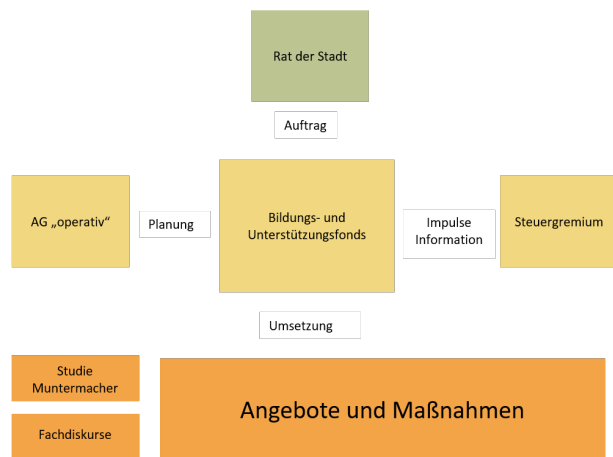 Rat der Stadt
Auftrag
AG „operativ“
Planung
Bildungs- und
Unterstützungsfonds
Impulse
Information
Steuergremium
Umsetzung
Studie
Muntermacher
Fachdiskurse
Angebote und Maßnahmen